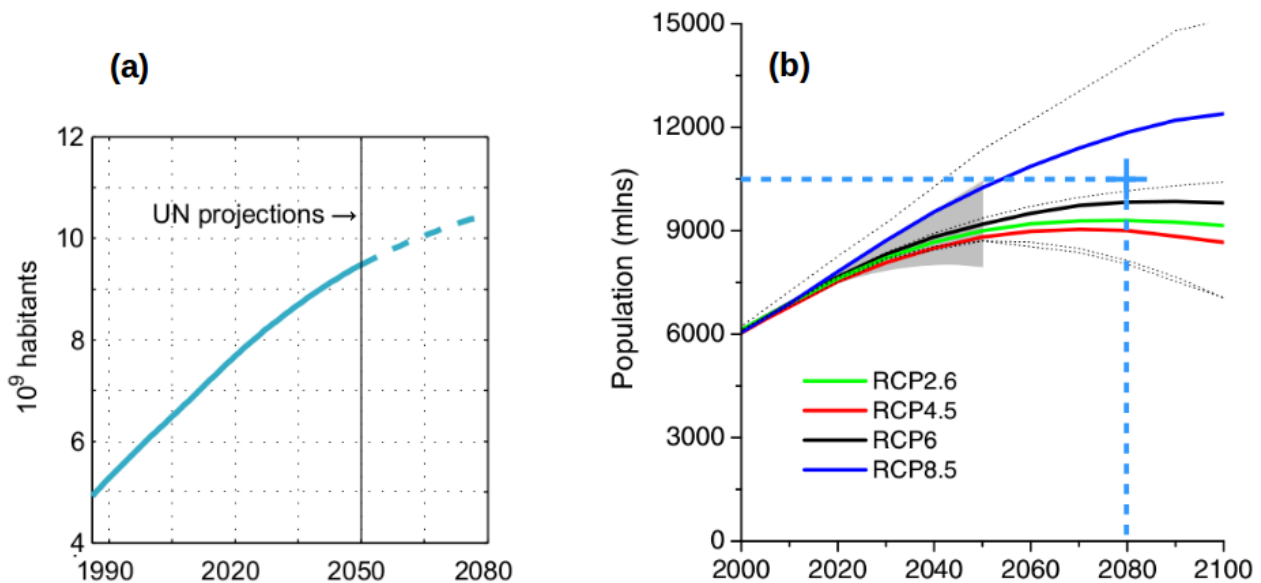 (a)
12
10
8
6
4
10⁹ habitants
UN projections →
1990 2020 2050 2080
(b)
15000
12000
9000
6000
3000
0
Population (mlns)
RCP2.6
RCP4.5
RCP6
RCP8.5
2000 2020 2040 2060 2080 2100